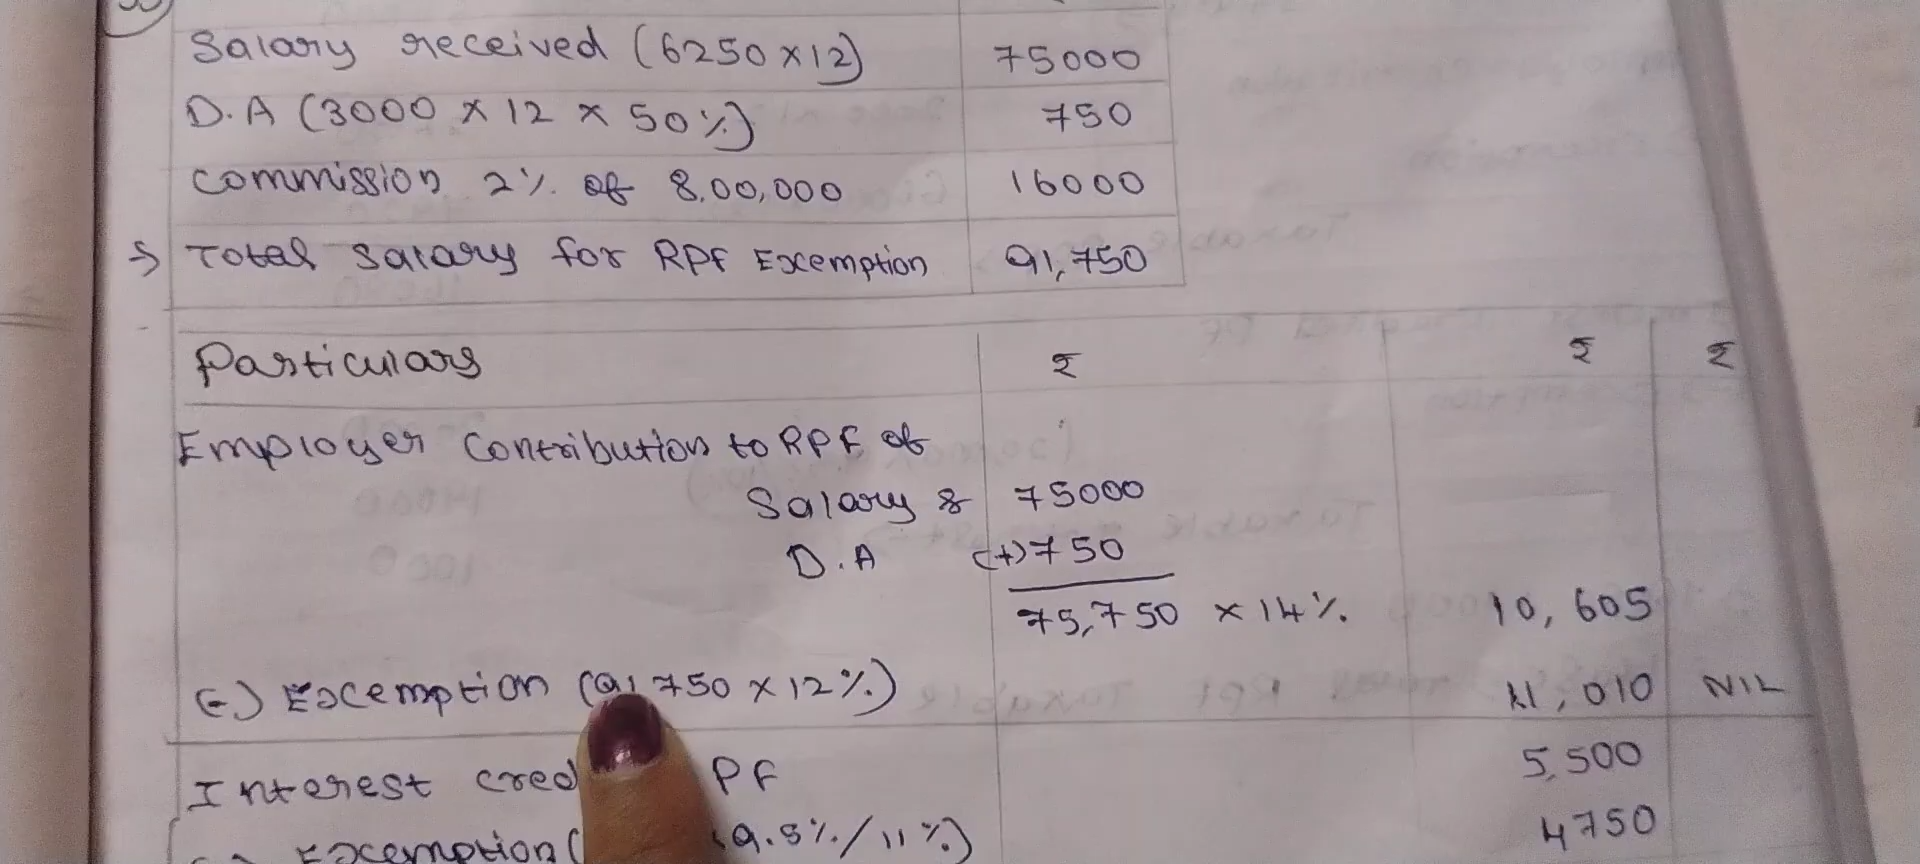 Salary received (6250 x 12) 75000
D.A (3000 x 12 x 50%) 750
Commission 2% of 8,00,000 16000
Total Salary for RPF Exemption 91,750
Particulars ₹ ₹ ₹
Employer Contribution to RPF of
Salary & 75000
D.A (+) 750
75,750 x 14% 10,605
(-) Exemption (91750 x 12%) 11,010 NIL
Interest cred PF 5,500
Exemption ( 9.5%/11%) 4750